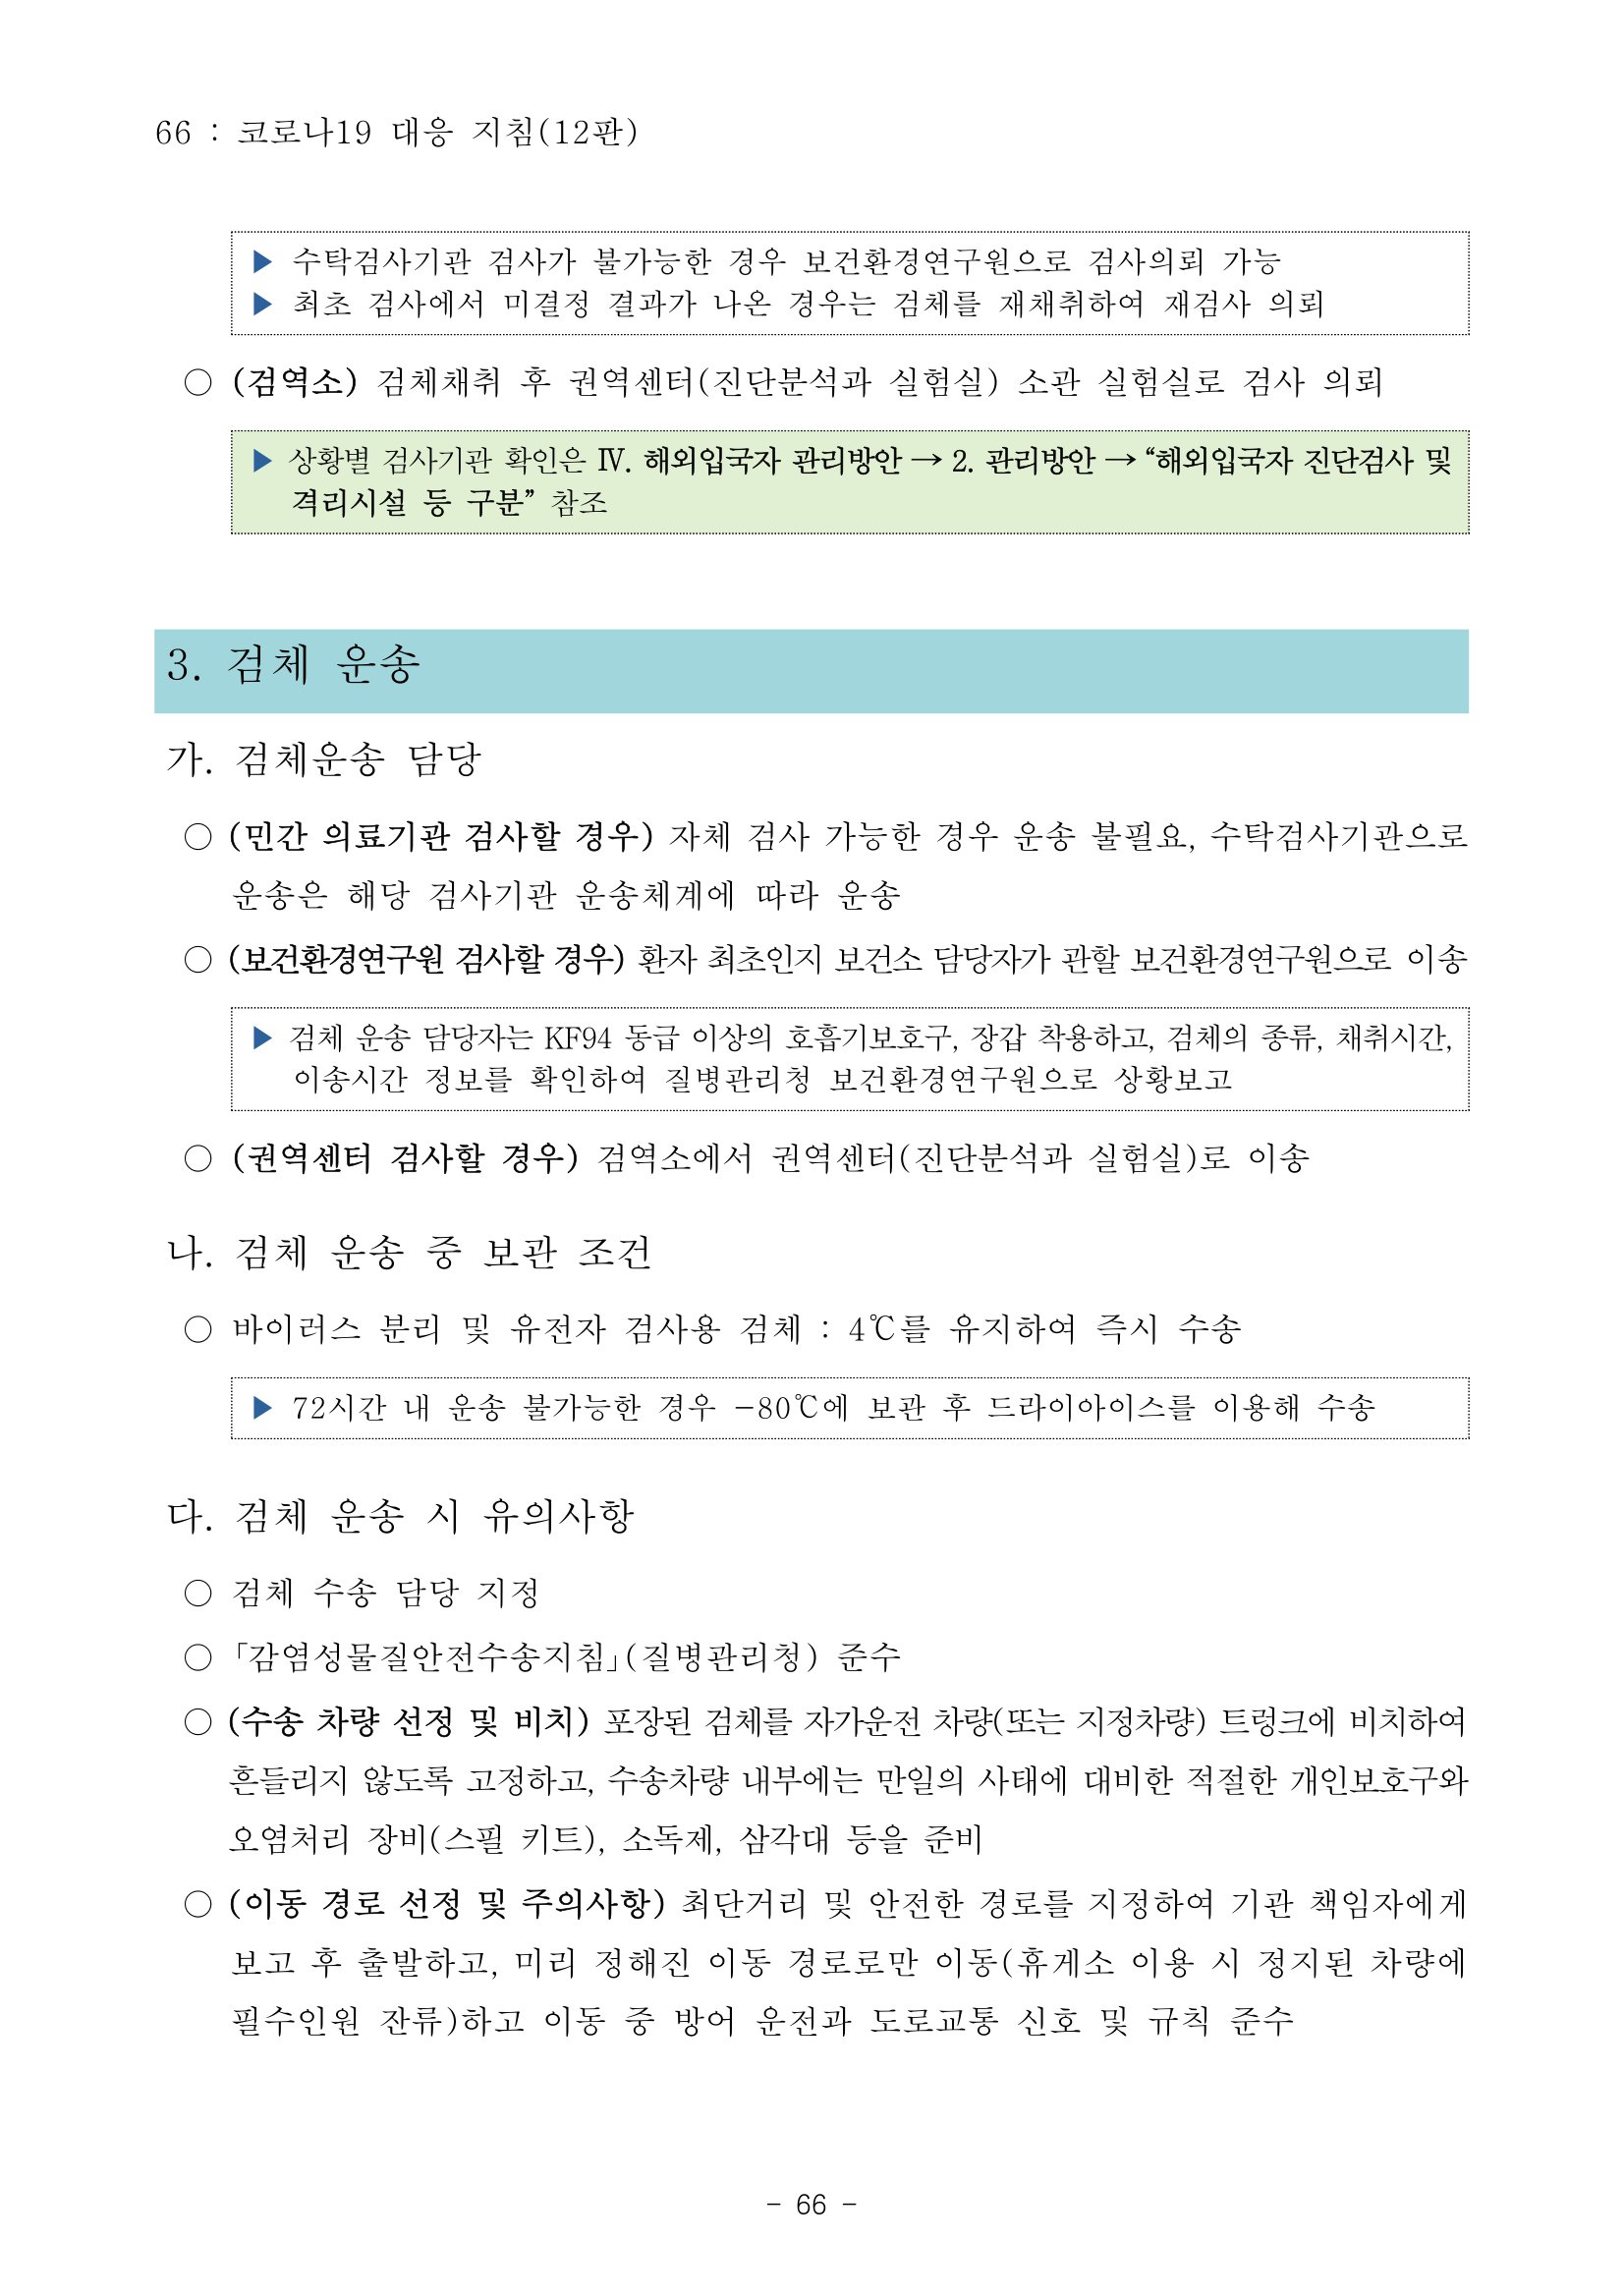 66 : 코로나19 대응 지침(12판)
▶ 수탁검사기관 검사가 불가능한 경우 보건환경연구원으로 검사의뢰 가능
▶ 최초 검사에서 미결정 결과가 나온 경우는 검체를 재채취하여 재검사 의뢰
○ (검역소) 검체채취 후 권역센터(진단분석과 실험실) 소관 실험실로 검사 의뢰
▶ 상황별 검사기관 확인은 Ⅳ. 해외입국자 관리방안 → 2. 관리방안 → “해외입국자 진단검사 및
격리시설 등 구분” 참조
3. 검체 운송
가. 검체운송 담당
○ (민간 의료기관 검사할 경우) 자체 검사 가능한 경우 운송 불필요, 수탁검사기관으로
운송은 해당 검사기관 운송체계에 따라 운송
○ (보건환경연구원 검사할 경우) 환자 최초인지 보건소 담당자가 관할 보건환경연구원으로 이송
▶ 검체 운송 담당자는 KF94 동급 이상의 호흡기보호구, 장갑 착용하고, 검체의 종류, 채취시간,
이송시간 정보를 확인하여 질병관리청 보건환경연구원으로 상황보고
○ (권역센터 검사할 경우) 검역소에서 권역센터(진단분석과 실험실)로 이송
나. 검체 운송 중 보관 조건
○ 바이러스 분리 및 유전자 검사용 검체 : 4℃를 유지하여 즉시 수송
▶ 72시간 내 운송 불가능한 경우 −80℃에 보관 후 드라이아이스를 이용해 수송
다. 검체 운송 시 유의사항
○ 검체 수송 담당 지정
○ 「감염성물질안전수송지침」(질병관리청) 준수
○ (수송 차량 선정 및 비치) 포장된 검체를 자가운전 차량(또는 지정차량) 트렁크에 비치하여
흔들리지 않도록 고정하고, 수송차량 내부에는 만일의 사태에 대비한 적절한 개인보호구와
오염처리 장비(스필 키트), 소독제, 삼각대 등을 준비
○ (이동 경로 선정 및 주의사항) 최단거리 및 안전한 경로를 지정하여 기관 책임자에게
보고 후 출발하고, 미리 정해진 이동 경로로만 이동(휴게소 이용 시 정지된 차량에
필수인원 잔류)하고 이동 중 방어 운전과 도로교통 신호 및 규칙 준수
- 66 -